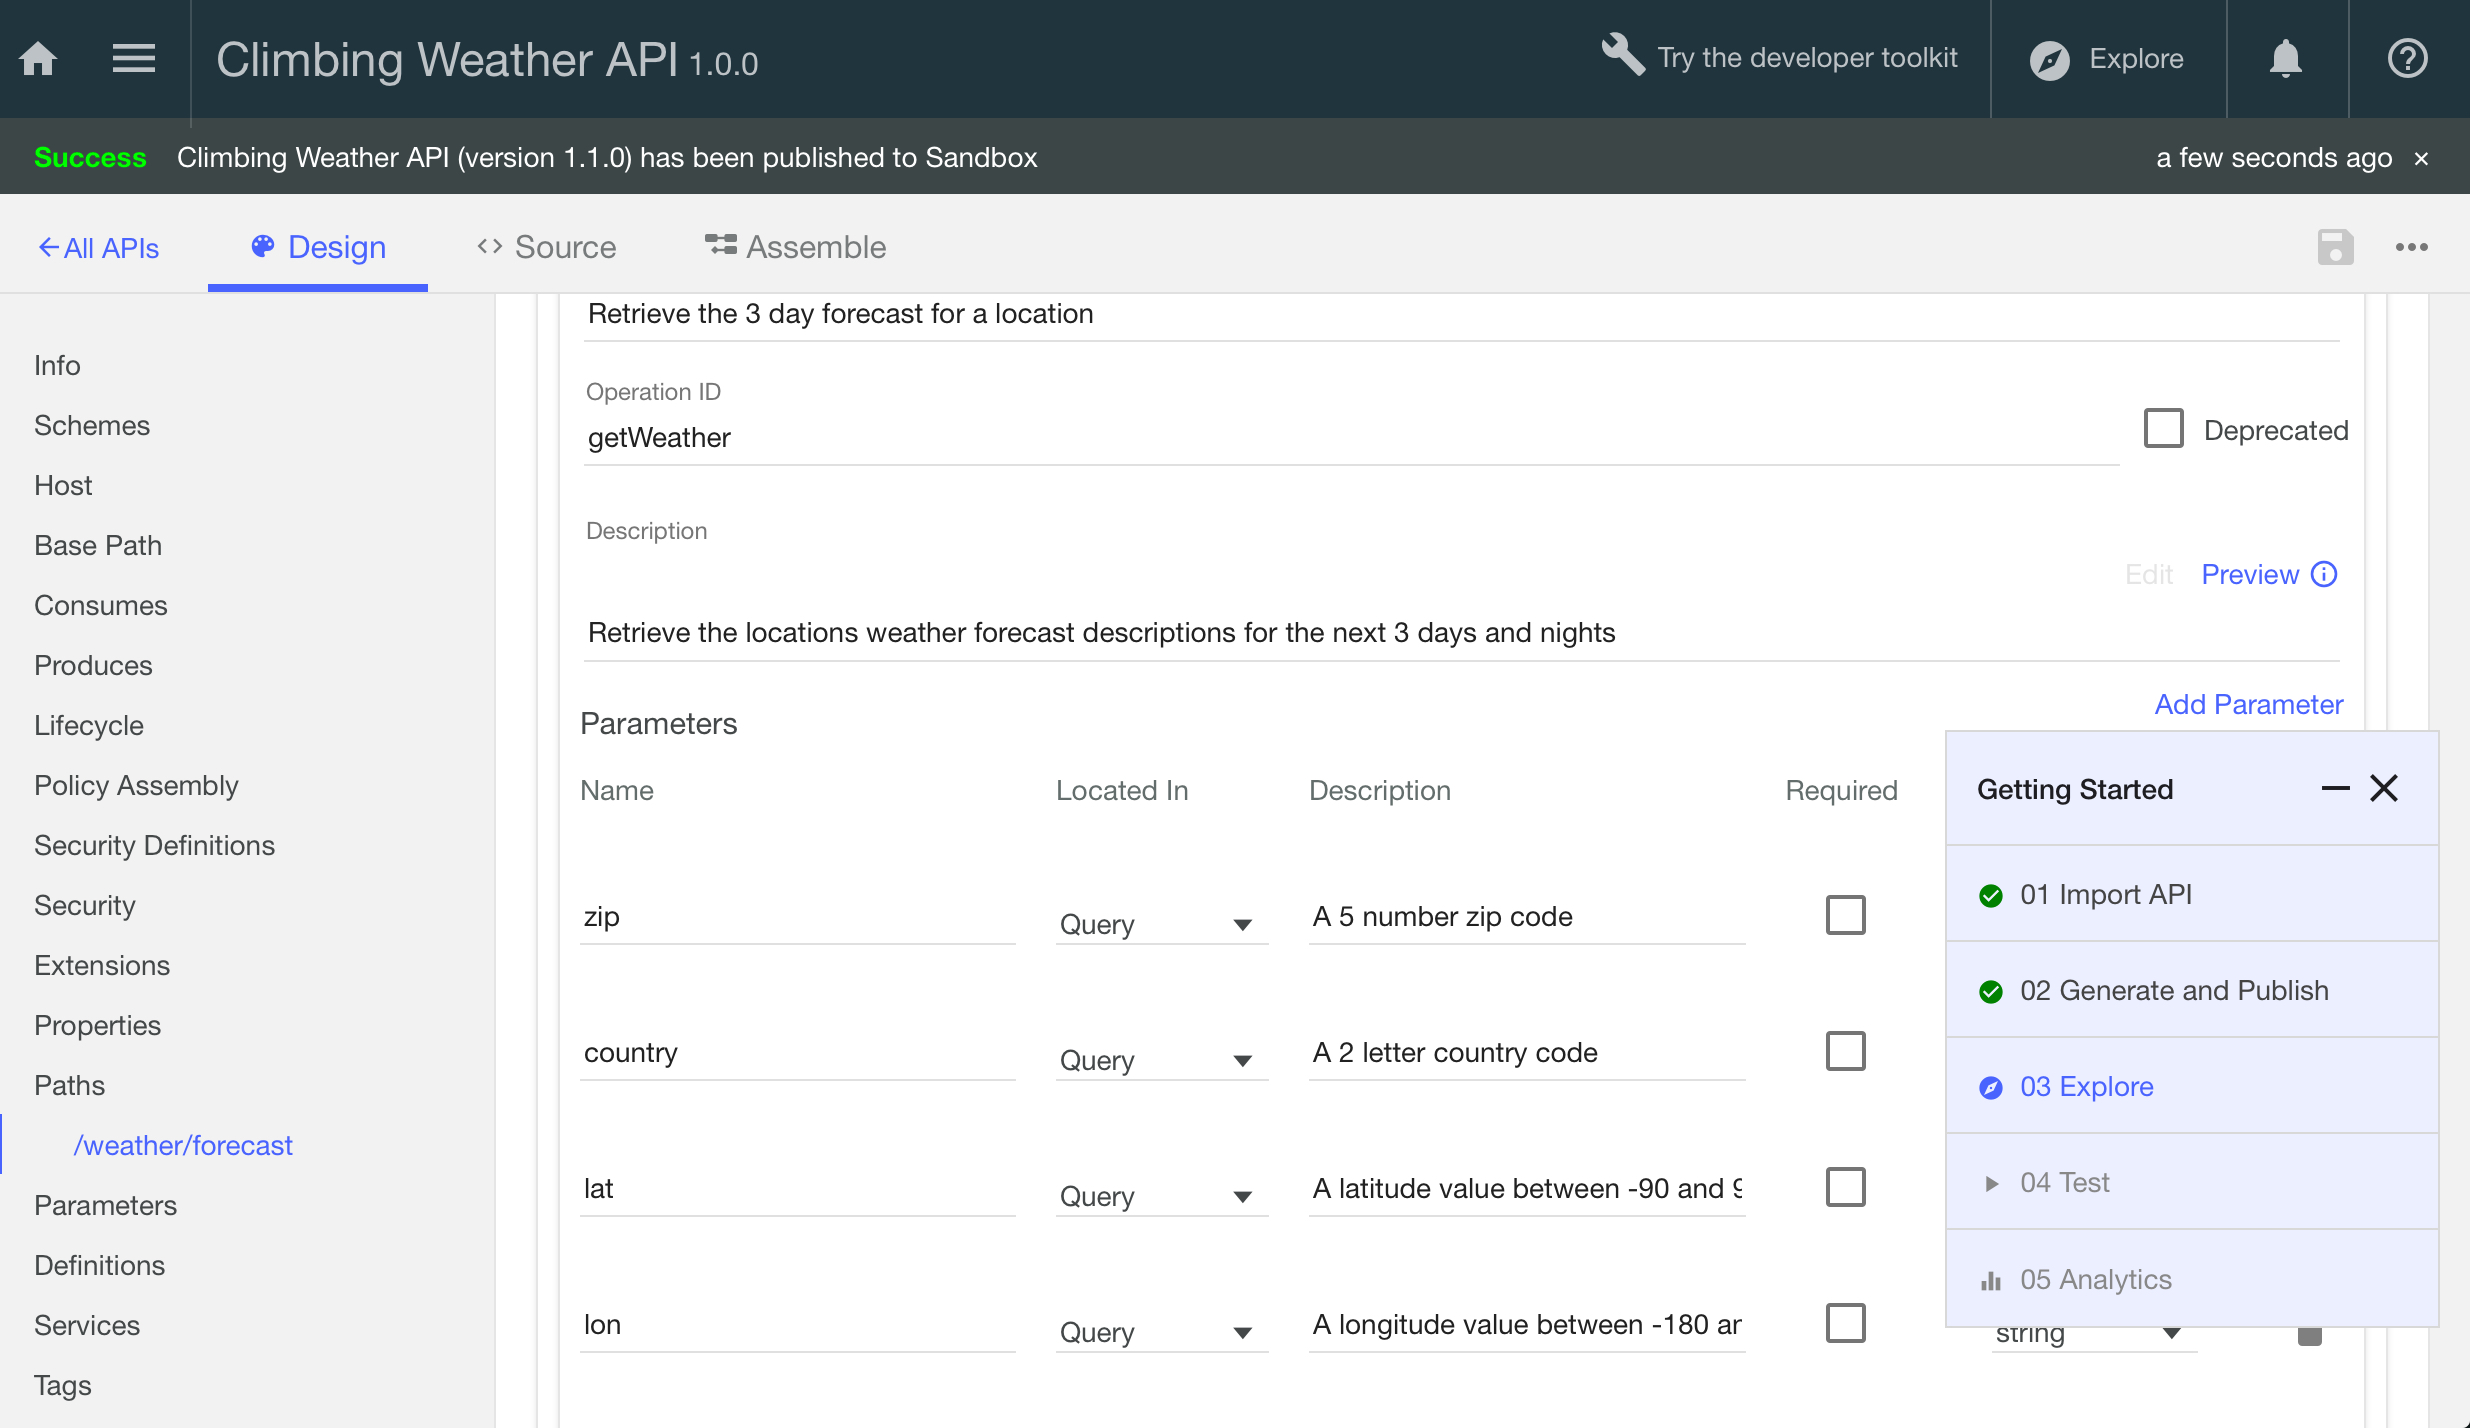 Climbing Weather API 1.0.0
Try the developer toolkit
Explore
Success Climbing Weather API (version 1.1.0) has been published to Sandbox
a few seconds ago
All APIs
Design
Source
Assemble
Info
Schemes
Host
Base Path
Consumes
Produces
Lifecycle
Policy Assembly
Security Definitions
Security
Extensions
Properties
Paths
/weather/forecast
Parameters
Definitions
Services
Tags
Retrieve the 3 day forecast for a location
Operation ID
getWeather
Deprecated
Description
Edit Preview
Retrieve the locations weather forecast descriptions for the next 3 days and nights
Add Parameter
Parameters
Name Located In Description Required
zip Query A 5 number zip code
country Query A 2 letter country code
lat Query A latitude value between -90 and
lon Query A longitude value between -180
string
Getting Started
01 Import API
02 Generate and Publish
03 Explore
04 Test
05 Analytics